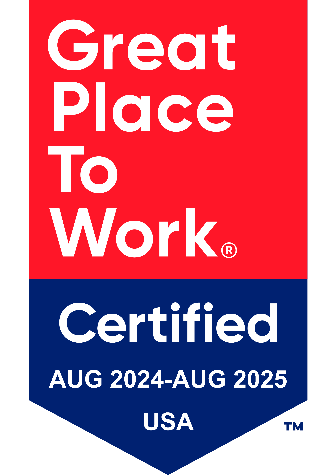 Great
Place
To
Work®
Certified
AUG 2024-AUG 2025
USA
™